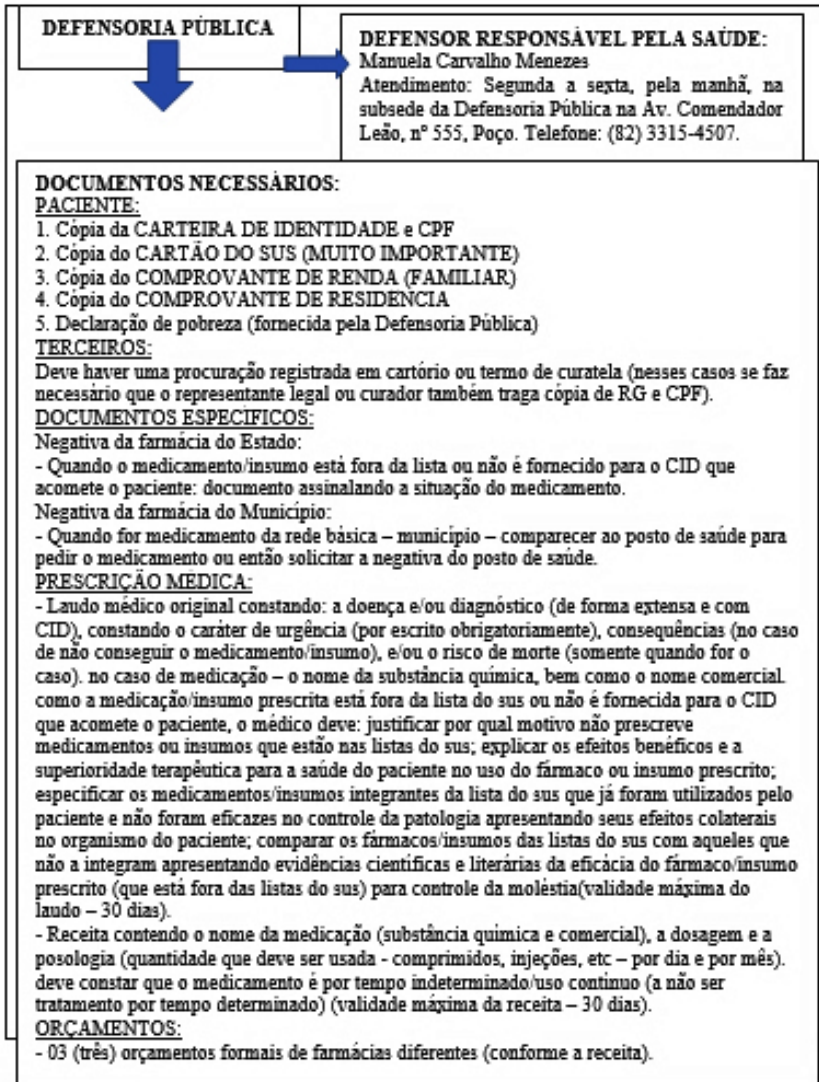 DEFENSORIA PÚBLICA
DEFENSOR RESPONSÁVEL PELA SAÚDE:
Manuela Carvalho Menezes
Atendimento: Segunda a sexta, pela manhã, na
subsede da Defensoria Pública na Av. Comendador
Leão, nº 555, Poço. Telefone: (82) 3315-4507.
DOCUMENTOS NECESSÁRIOS:
PACIENTE:
1. Cópia da CARTEIRA DE IDENTIDADE e CPF
2. Cópia do CARTÃO DO SUS (MUITO IMPORTANTE)
3. Cópia do COMPROVANTE DE RENDA (FAMILIAR)
4. Cópia do COMPROVANTE DE RESIDENCIA
5. Declaração de pobreza (fornecida pela Defensoria Pública)
TERCEIROS:
Deve haver uma procuração registrada em cartório ou termo de curatela (nesses casos se faz
necessário que o representante legal ou curador também traga cópia de RG e CPF).
DOCUMENTOS ESPECÍFICOS:
Negativa da farmácia do Estado:
- Quando o medicamento/insumo está fora da lista ou não é fornecido para o CID que
acomete o paciente: documento assinalando a situação do medicamento.
Negativa da farmácia do Município:
- Quando for medicamento da rede básica – município – comparecer ao posto de saúde para
pedir o medicamento ou então solicitar a negativa do posto de saúde.
PRESCRIÇÃO MÉDICA:
- Laudo médico original constando: a doença e/ou diagnóstico (de forma extensa e com
CID), constando o caráter de urgência (por escrito obrigatoriamente), consequências (no caso
de não conseguir o medicamento/insumo), e/ou o risco de morte (somente quando for o
caso). no caso de medicação – o nome da substância química, bem como o nome comercial.
como a medicação/insumo prescrita está fora da lista do sus ou não é fornecida para o CID
que acomete o paciente, o médico deve: justificar por qual motivo não prescreve
medicamentos ou insumos que estão nas listas do sus; explicar os efeitos benéficos e a
superioridade terapêutica para a saúde do paciente no uso do fármaco ou insumo prescrito;
especificar os medicamentos/insumos integrantes da lista do sus que já foram utilizados pelo
paciente e não foram eficazes no controle da patologia apresentando seus efeitos colaterais
no organismo do paciente; comparar os fármacos/insumos das listas do sus com aqueles que
não a integram apresentando evidências científicas e literárias da eficácia do fármaco/insumo
prescrito (que está fora das listas do sus) para controle da moléstia(validade máxima do
laudo – 30 dias).
- Receita contendo o nome da medicação (substância química e comercial), a dosagem e a
posologia (quantidade que deve ser usada - comprimidos, injeções, etc – por dia e por mês).
deve constar que o medicamento é por tempo indeterminado/uso contínuo (a não ser
tratamento por tempo determinado) (validade máxima da receita – 30 dias).
ORÇAMENTOS:
- 03 (três) orçamentos formais de farmácias diferentes (conforme a receita).